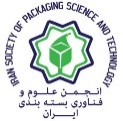 IRAN SOCIETY OF PACKAGING SCIENCE AND TECHNOLOGY
انجمن علوم و
فناوری بسته بندی
ایران